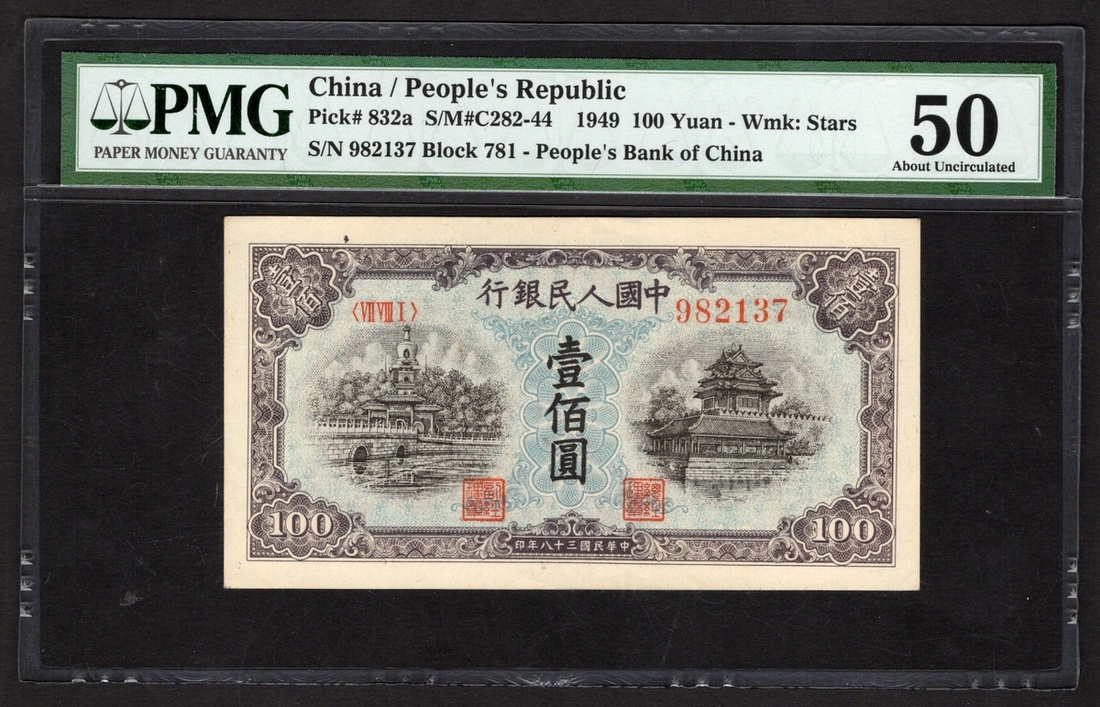 PMG
PAPER MONEY GUARANTY
China / People's Republic
Pick# 832a S/M#C282-44 1949 100 Yuan - Wmk: Stars
S/N 982137 Block 781 - People's Bank of China
50
About Uncirculated
壹佰
行銀民人國中
壹佰
〈VII VIII I〉
982137
壹佰圓
100
100
印年八十三國民華中